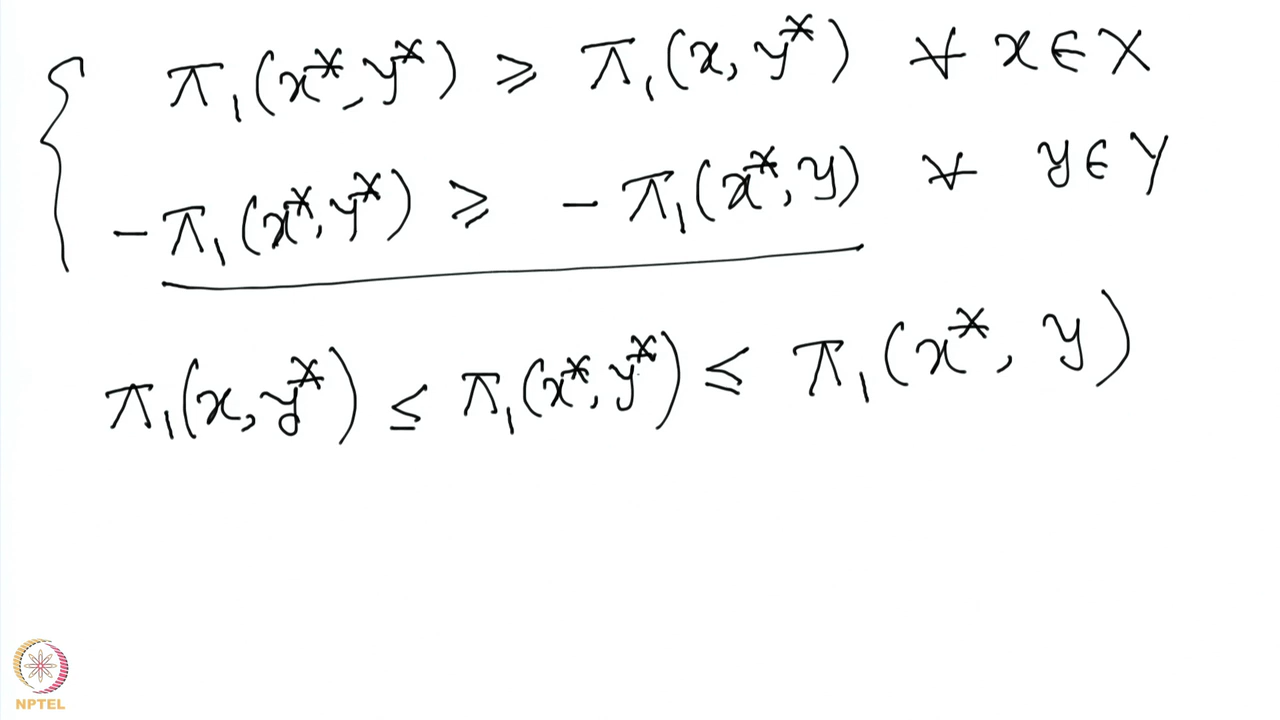 π₁(x*, y*) ⩾ π₁(x, y*) ∀ x ∈ X
-π₁(x*, y*) ⩾ -π₁(x*, y) ∀ y ∈ Y
π₁(x, y*) ≤ π₁(x*, y*) ≤ π₁(x*, y)
NPTEL